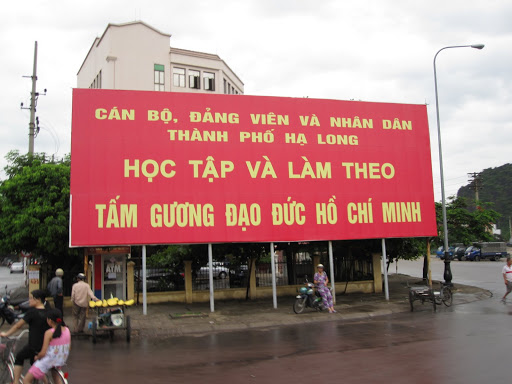 CÁN BỘ, ĐẢNG VIÊN VÀ NHÂN DÂN
THÀNH PHỐ HẠ LONG
HỌC TẬP VÀ LÀM THEO
TẤM GƯƠNG ĐẠO ĐỨC HỒ CHÍ MINH
ATM